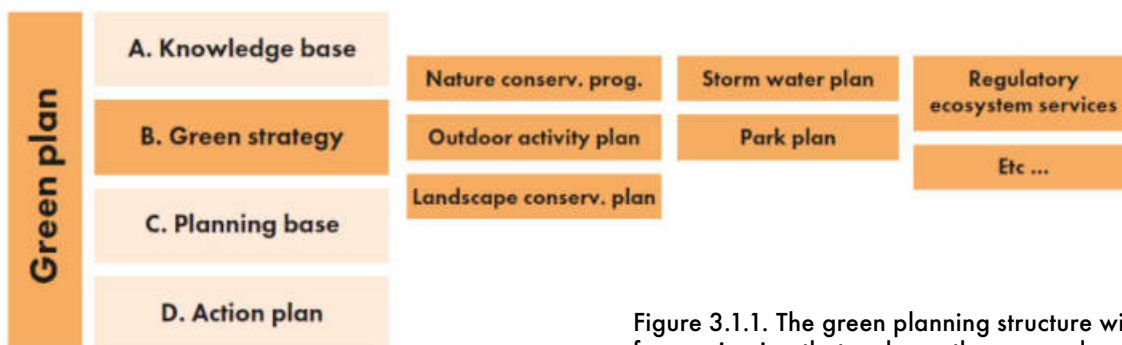 Green plan
A. Knowledge base
B. Green strategy
C. Planning base
D. Action plan
Nature conserv. prog.
Outdoor activity plan
Landscape conserv. plan
Storm water plan
Park plan
Regulatory
ecosystem services
Etc ...
Figure 3.1.1. The green planning structure